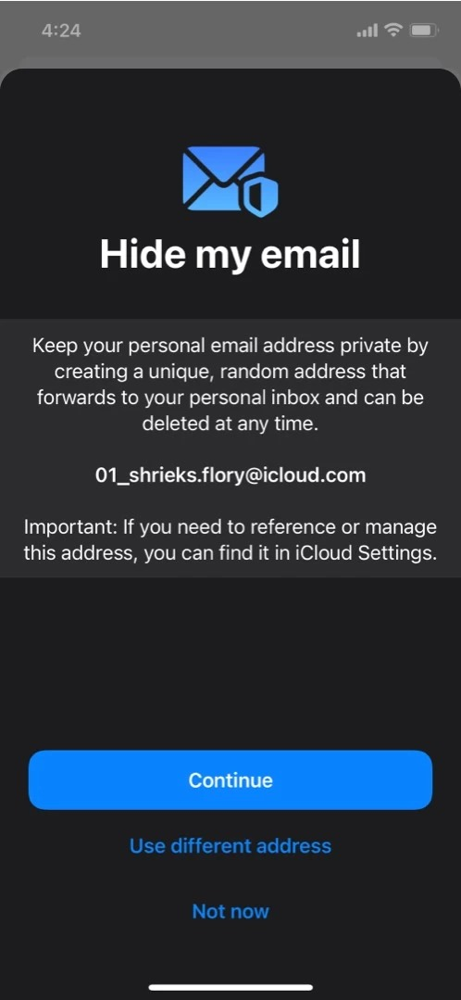 4:24
Hide my email
Keep your personal email address private by
creating a unique, random address that
forwards to your personal inbox and can be
deleted at any time.
01_shrieks.flory@icloud.com
Important: If you need to reference or manage
this address, you can find it in iCloud Settings.
Continue
Use different address
Not now